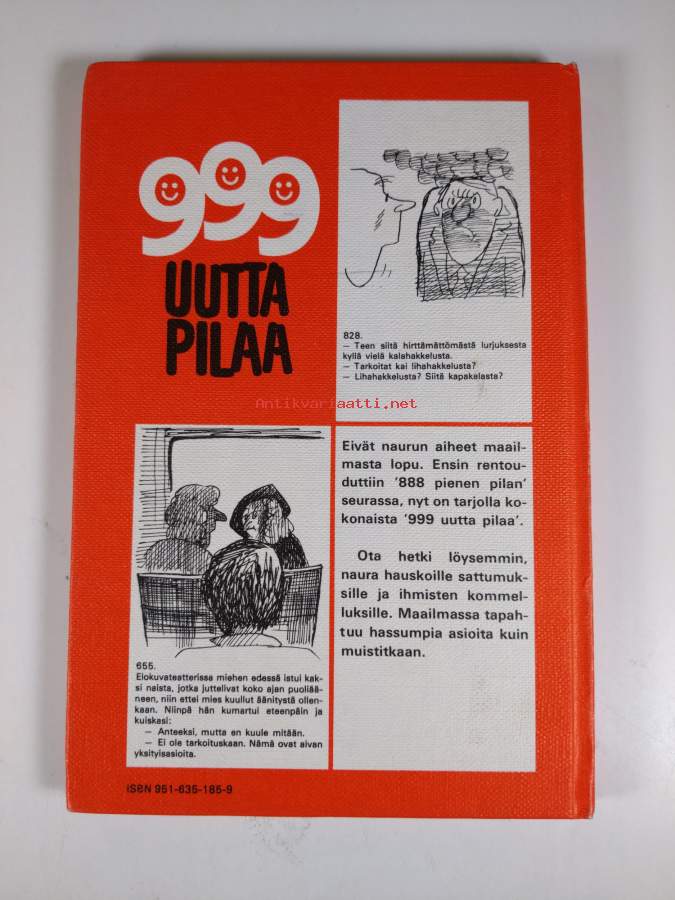 999
UUTTA
PILAA
828.
— Teen siitä hirttämättömästä lurjuksesta
kyllä vielä kalahakkelusta.
— Tarkoitat kai lihahakkelusta?
— Lihahakkelusta? Siitä kapakalasta?
Antikvariaatti.net
655.
Elokuvateatterissa miehen edessä istui kak-
si naista, jotka juttelivat koko ajan puoliää-
neen, niin ettei mies kuullut äänitystä ollen-
kaan. Niinpä hän kumartui eteenpäin ja
kuiskasi:
— Anteeksi, mutta en kuule mitään.
— Ei ole tarkoituskaan. Nämä ovat aivan
yksityisasioita.
Eivät naurun aiheet maail-
masta lopu. Ensin rentou-
duttiin '888 pienen pilan'
seurassa, nyt on tarjolla ko-
konaista '999 uutta pilaa'.
Ota hetki löysemmin,
naura hauskoille sattumuk-
sille ja ihmisten kommel-
luksille. Maailmassa tapah-
tuu hassumpia asioita kuin
muistitkaan.
ISBN 951-635-185-9